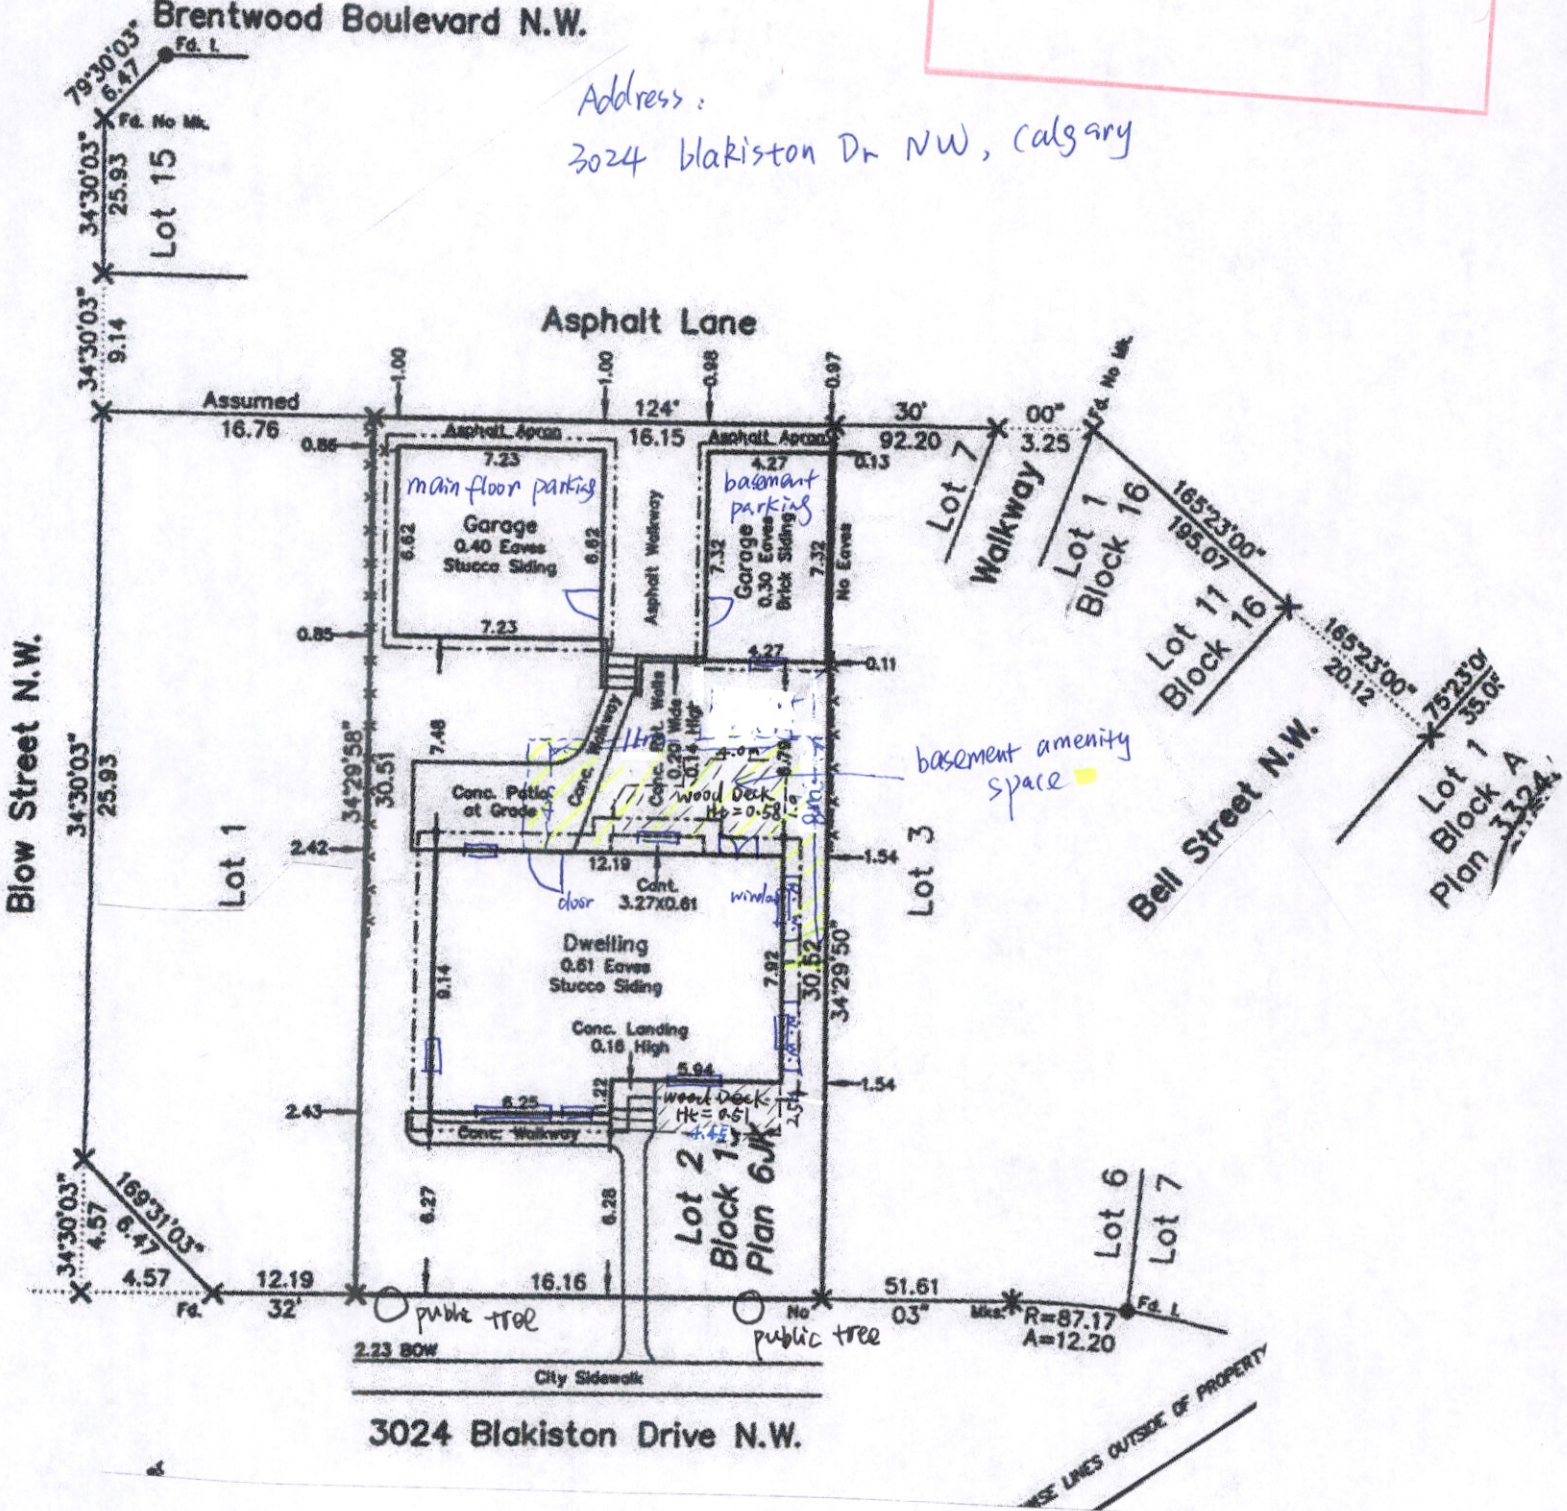 Brentwood Boulevard N.W.
Fd. I.
79°30'03"
6.47
Fd. No Mk.
34°30'03"
25.93
Lot 15
Address:
3024 blakiston Dr NW, Calgary
34°30'03"
9.14
Asphalt Lane
1.00
1.00
0.98
0.97
Assumed
16.76
124°
16.15
30'
92.20
00"
3.25
Fd. No Mk.
Asphalt Apron
Asphalt Apron
0.86
7.23
4.27
0.13
main floor parking
basement
parking
Garage
0.40 Eaves
Stucco Siding
6.62
6.62
Asphalt Walkway
7.32
Garage
0.30 Eaves
Brick Siding
7.32
No Eaves
Lot 7
Walkway
Lot 1
Block 16
165°23'00"
195.07
Lot 11
Block 16
165°23'00"
20.12
75°23'0
35.0
Lot 1
Block A
Plan
Bell Street N.W.
0.85
7.23
4.27
0.11
7.48
Conc. Walkway
0.20 Wide
0.14 High
4.0m
basement amenity
space
Conc. Patio
at Grade
Conc.
wood Deck
Ht=0.58
Blow Street N.W.
34°30'03"
25.93
Lot 1
34°29'58"
30.51
2.42
12.19
1.54
Lot 3
door
Cant.
3.27X0.61
window
Dwelling
0.61 Eaves
Stucco Siding
9.14
7.92
30.52
34°29'50"
Conc. Landing
0.16 High
5.94
1.54
2.43
6.25
.22
wood Deck
Ht=0.51
4.45
Conc. Walkway
6.27
6.28
Lot 2
Block 1
Plan 6JK
34°30'03"
4.57
169°31'03"
6.47
4.57
Fd.
12.19
32'
16.16
No
51.61
03"
Mks.
R=87.17
A=12.20
Fd. I.
Lot 6
Lot 7
public tree
public tree
2.23 BOW
City Sidewalk
3024 Blakiston Drive N.W.
LINES OUTSIDE OF PROPERTY